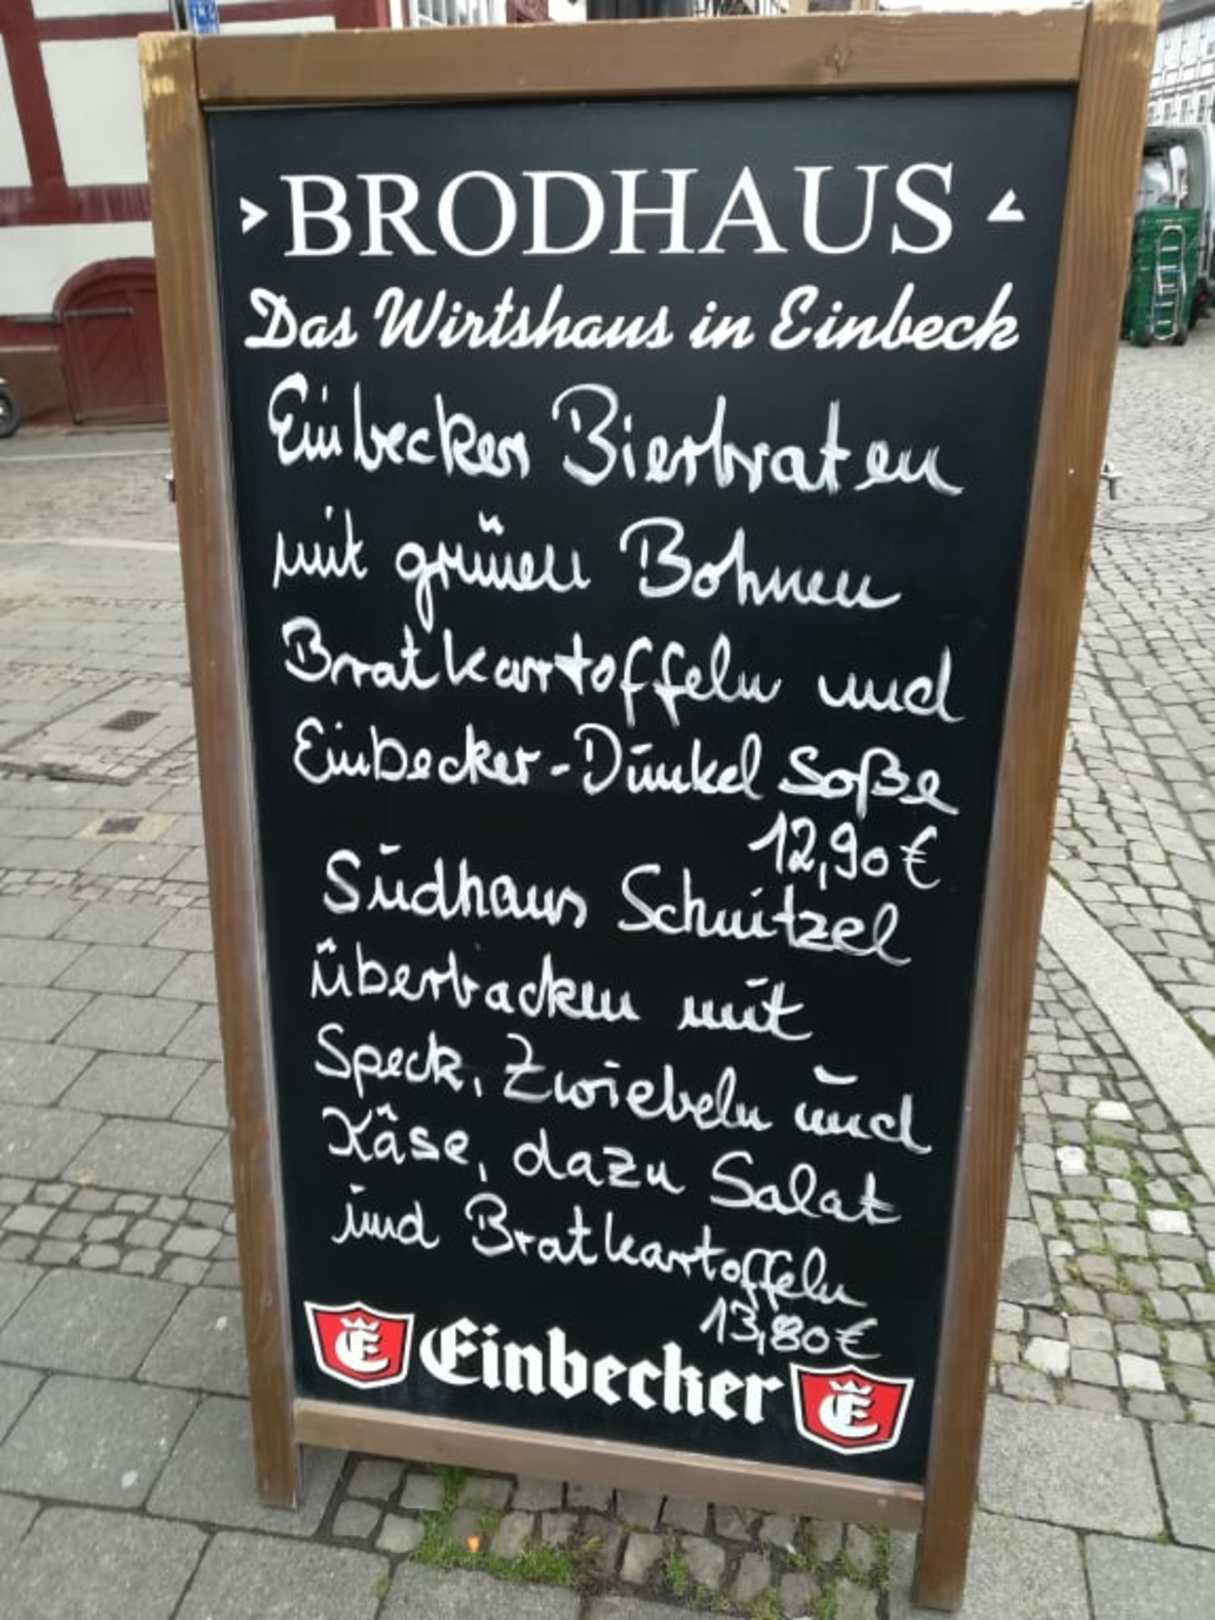 BRODHAUS
Das Wirtshaus in Einbeck
Einbecker Bierbraten
mit grünen Bohnen
Bratkartoffeln und
Einbecker-Dunkel Soße
12,90 €
Sudhaus Schnitzel
überbacken mit
Speck, Zwiebeln und
Käse, dazu Salat
und Bratkartoffeln
13,80 €
Einbecker